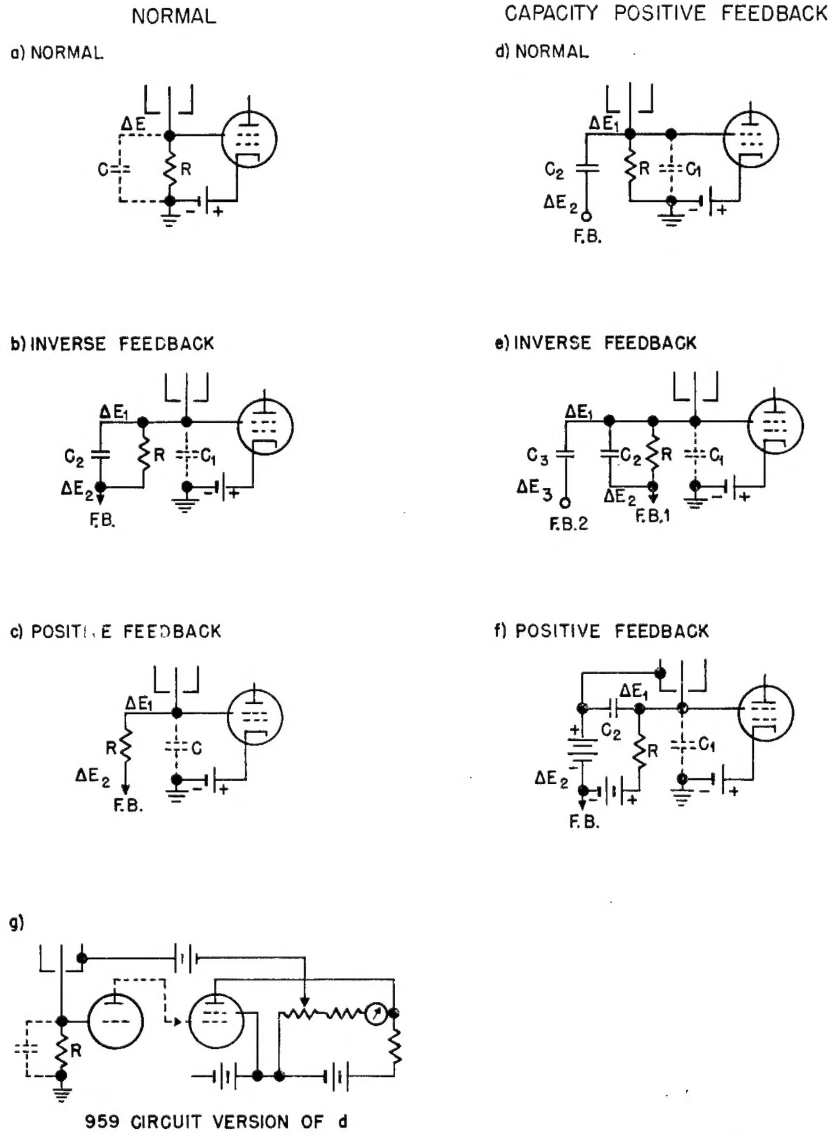 NORMAL
CAPACITY POSITIVE FEEDBACK
a) NORMAL
ΔE
C
R
- +
d) NORMAL
ΔE1
C2
R
C1
ΔE2
F.B.
- +
b) INVERSE FEEDBACK
ΔE1
C2
R
C1
ΔE2
F.B.
- +
e) INVERSE FEEDBACK
ΔE1
C3
C2
R
C1
ΔE3
ΔE2
F.B.2
F.B.1
- +
c) POSITIVE FEEDBACK
ΔE1
R
C
ΔE2
F.B.
- +
f) POSITIVE FEEDBACK
ΔE1
C2
+
R
C1
-
ΔE2
- +
- +
F.B.
g)
R
959 CIRCUIT VERSION OF d